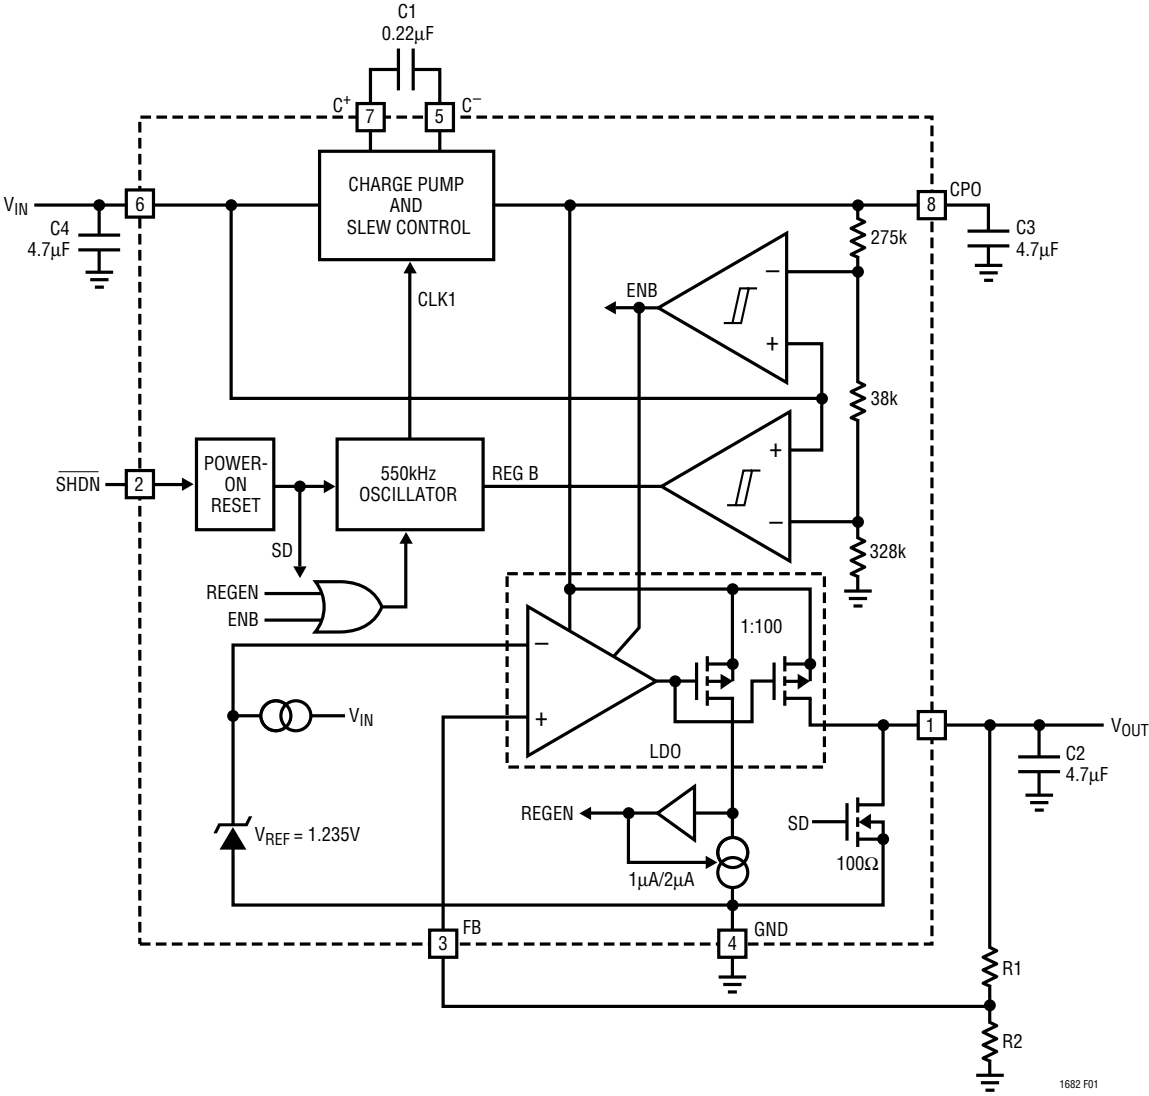 C1
0.22µF
C+
7
5
C–
VIN
6
C4
4.7µF
CHARGE PUMP
AND
SLEW CONTROL
8
CPO
C3
4.7µF
275k
–
ENB
+
CLK1
38k
+
–
328k
SHDN
2
POWER-
ON
RESET
550kHz
OSCILLATOR
REG B
SD
REGEN
ENB
1:100
–
+
LDO
VIN
VREF = 1.235V
1
VOUT
C2
4.7µF
REGEN
1µA/2µA
SD
100Ω
3
FB
4
GND
R1
R2
1682 F01